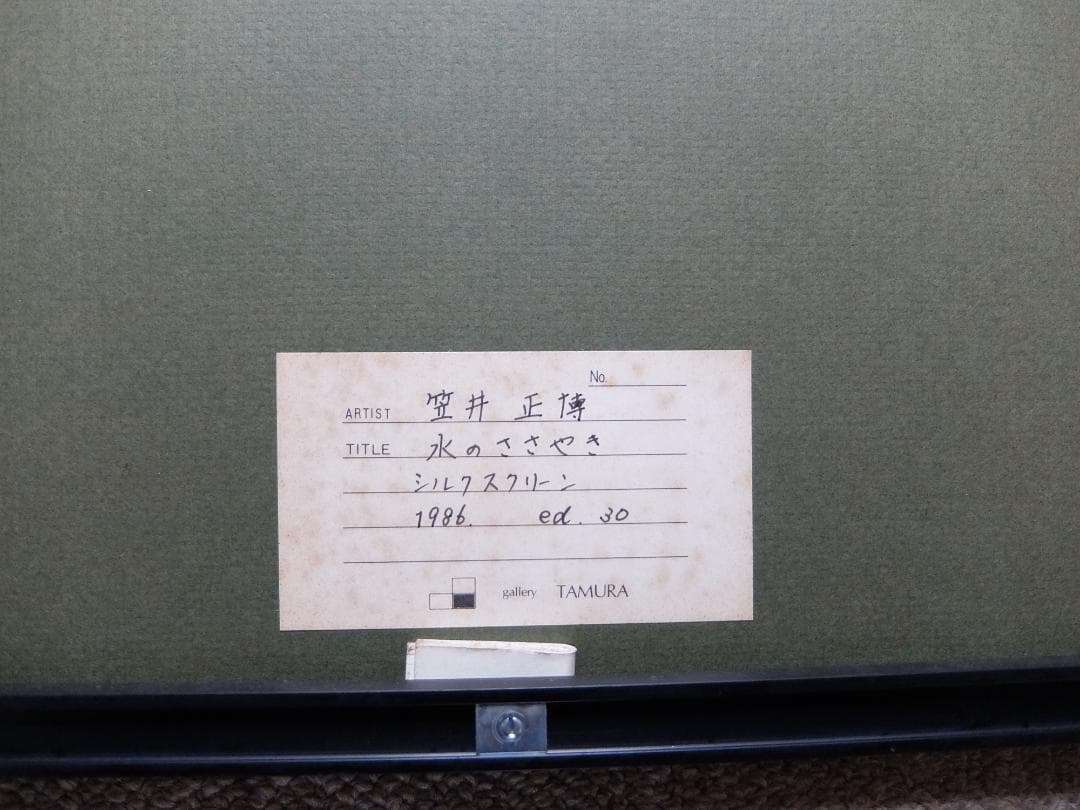 No.
ARTIST 笠井 正博
TITLE 水のささやき
シルクスクリーン
1986. ed. 30
gallery TAMURA